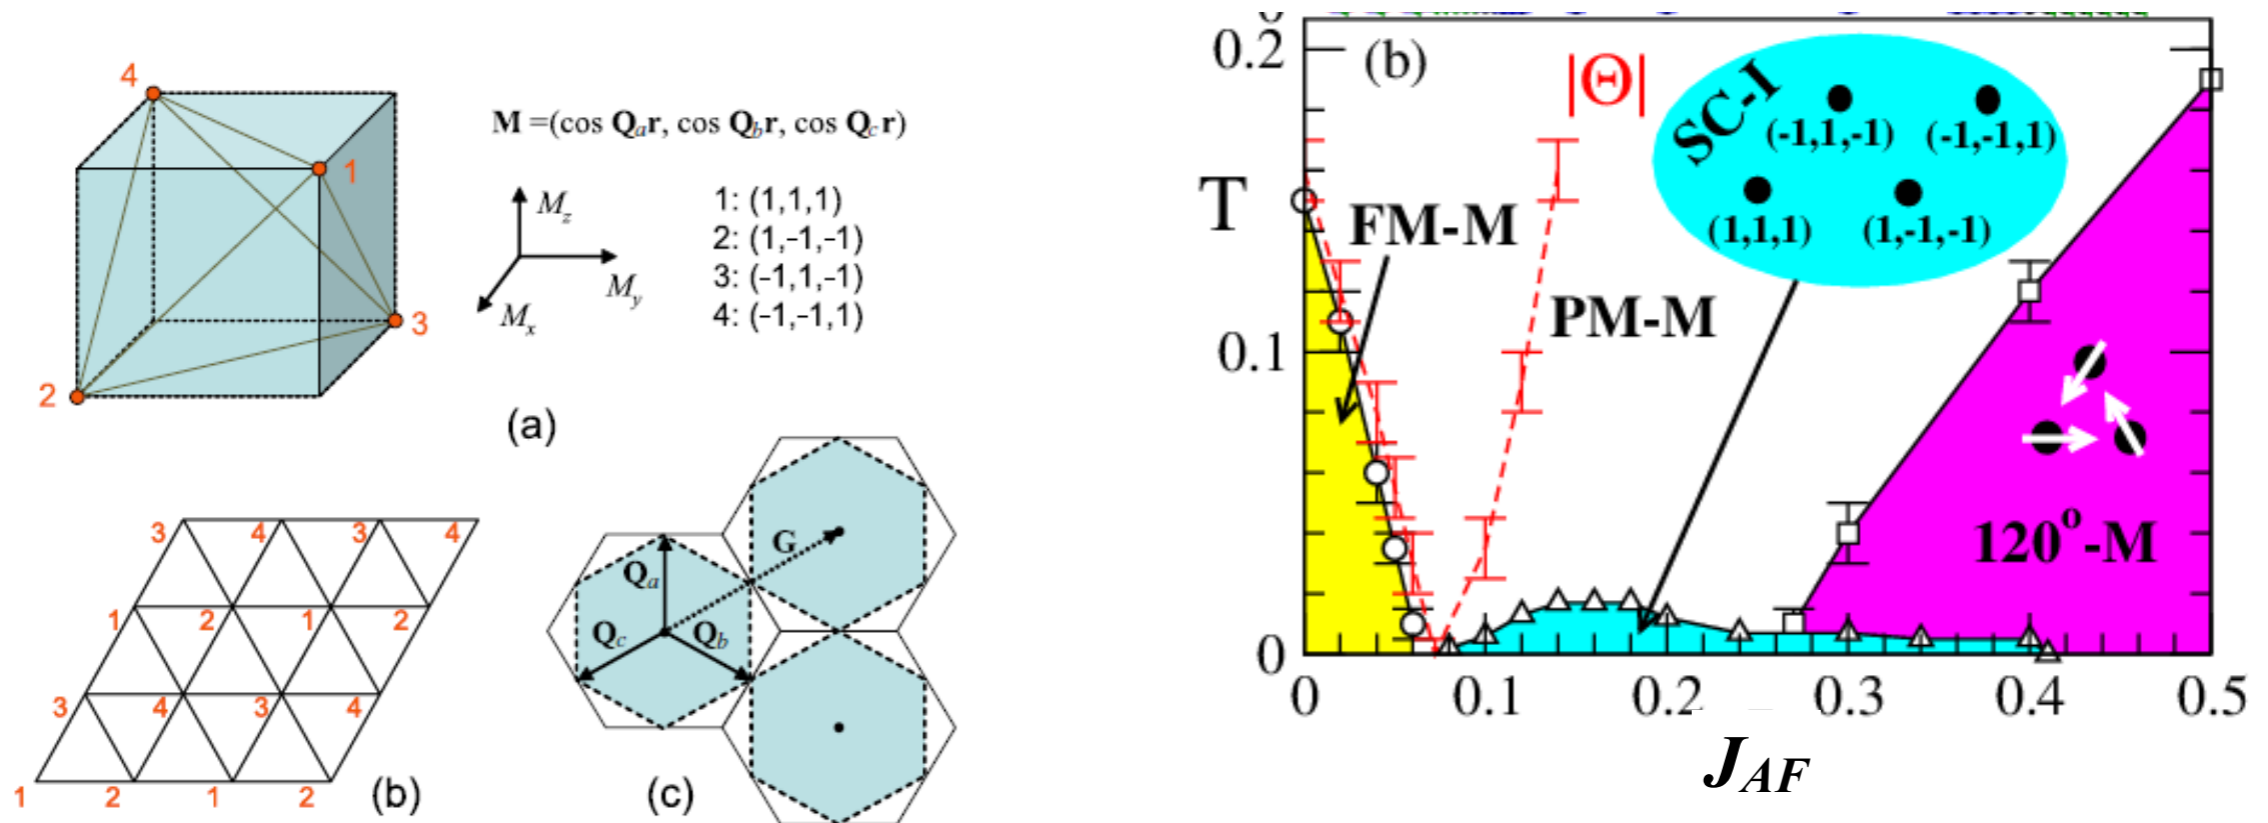 4
1
3
2
M =(cos Qₐr, cos Q_br, cos Q_cr)
M_z
M_y
M_x
1: (1,1,1)
2: (1,–1,–1)
3: (-1,1,–1)
4: (-1,–1,1)
(a)
3 4 3 4
1 2 1 2
3 4 3 4
1 2 1 2
(b)
G
Qₐ
Q_c Q_b
(c)
0.2
(b)
|Θ|
SC-I
(-1,1,-1) (-1,-1,1)
(1,1,1) (1,-1,-1)
T
FM-M
PM-M
0.1
120°-M
0
0 0.1 0.2 0.3 0.4 0.5
J_AF